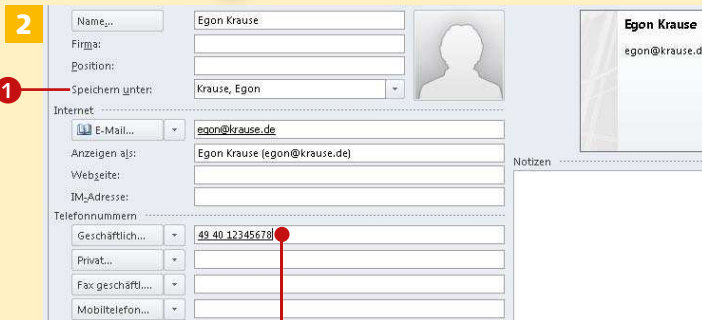 2
Name...
Egon Krause
Firma:
Position:
1
Speichern unter:
Krause, Egon
Internet
E-Mail...
egon@krause.de
Anzeigen als:
Egon Krause (egon@krause.de)
Webseite:
IM-Adresse:
Telefonnummern
Geschäftlich...
49 40 12345678
Privat...
Fax geschäftl....
Mobiltelefon...
Egon Krause
egon@krause.d
Notizen